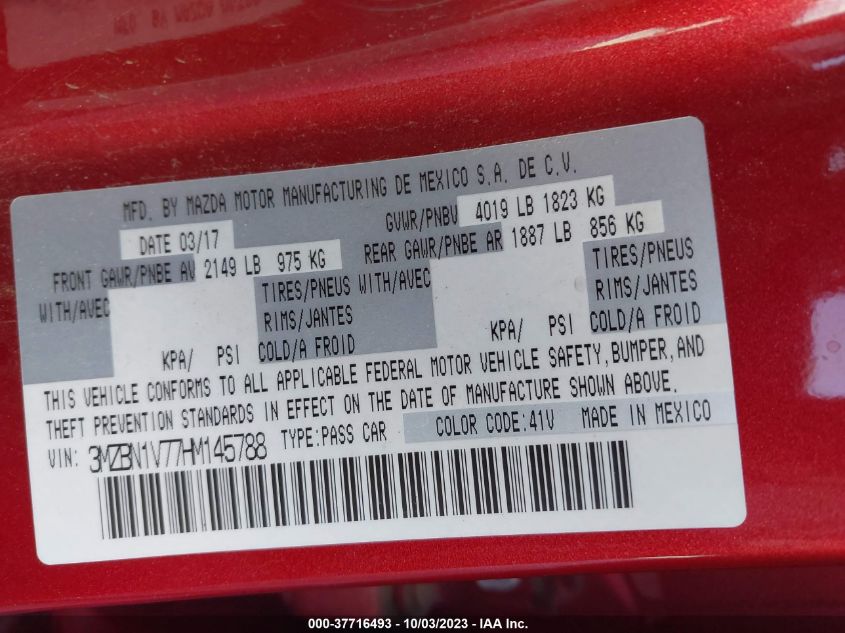 MFD. BY MAZDA MOTOR MANUFACTURING DE MEXICO S.A. DE C.V.
DATE 03/17 GVWR/PNBV 4019 LB 1823 KG
FRONT GAWR/PNBE AV 2149 LB 975 KG REAR GAWR/PNBE AR 1887 LB 856 KG
WITH/AVEC TIRES/PNEUS WITH/AVEC TIRES/PNEUS
RIMS/JANTES RIMS/JANTES
KPA/ PSI COLD/A FROID KPA/ PSI COLD/A FROID
THIS VEHICLE CONFORMS TO ALL APPLICABLE FEDERAL MOTOR VEHICLE SAFETY, BUMPER, AND
THEFT PREVENTION STANDARDS IN EFFECT ON THE DATE OF MANUFACTURE SHOWN ABOVE.
VIN: 3MZBN1V77HM145788 TYPE:PASS CAR COLOR CODE:41V MADE IN MEXICO
000-37716493 - 10/03/2023 - IAA Inc.